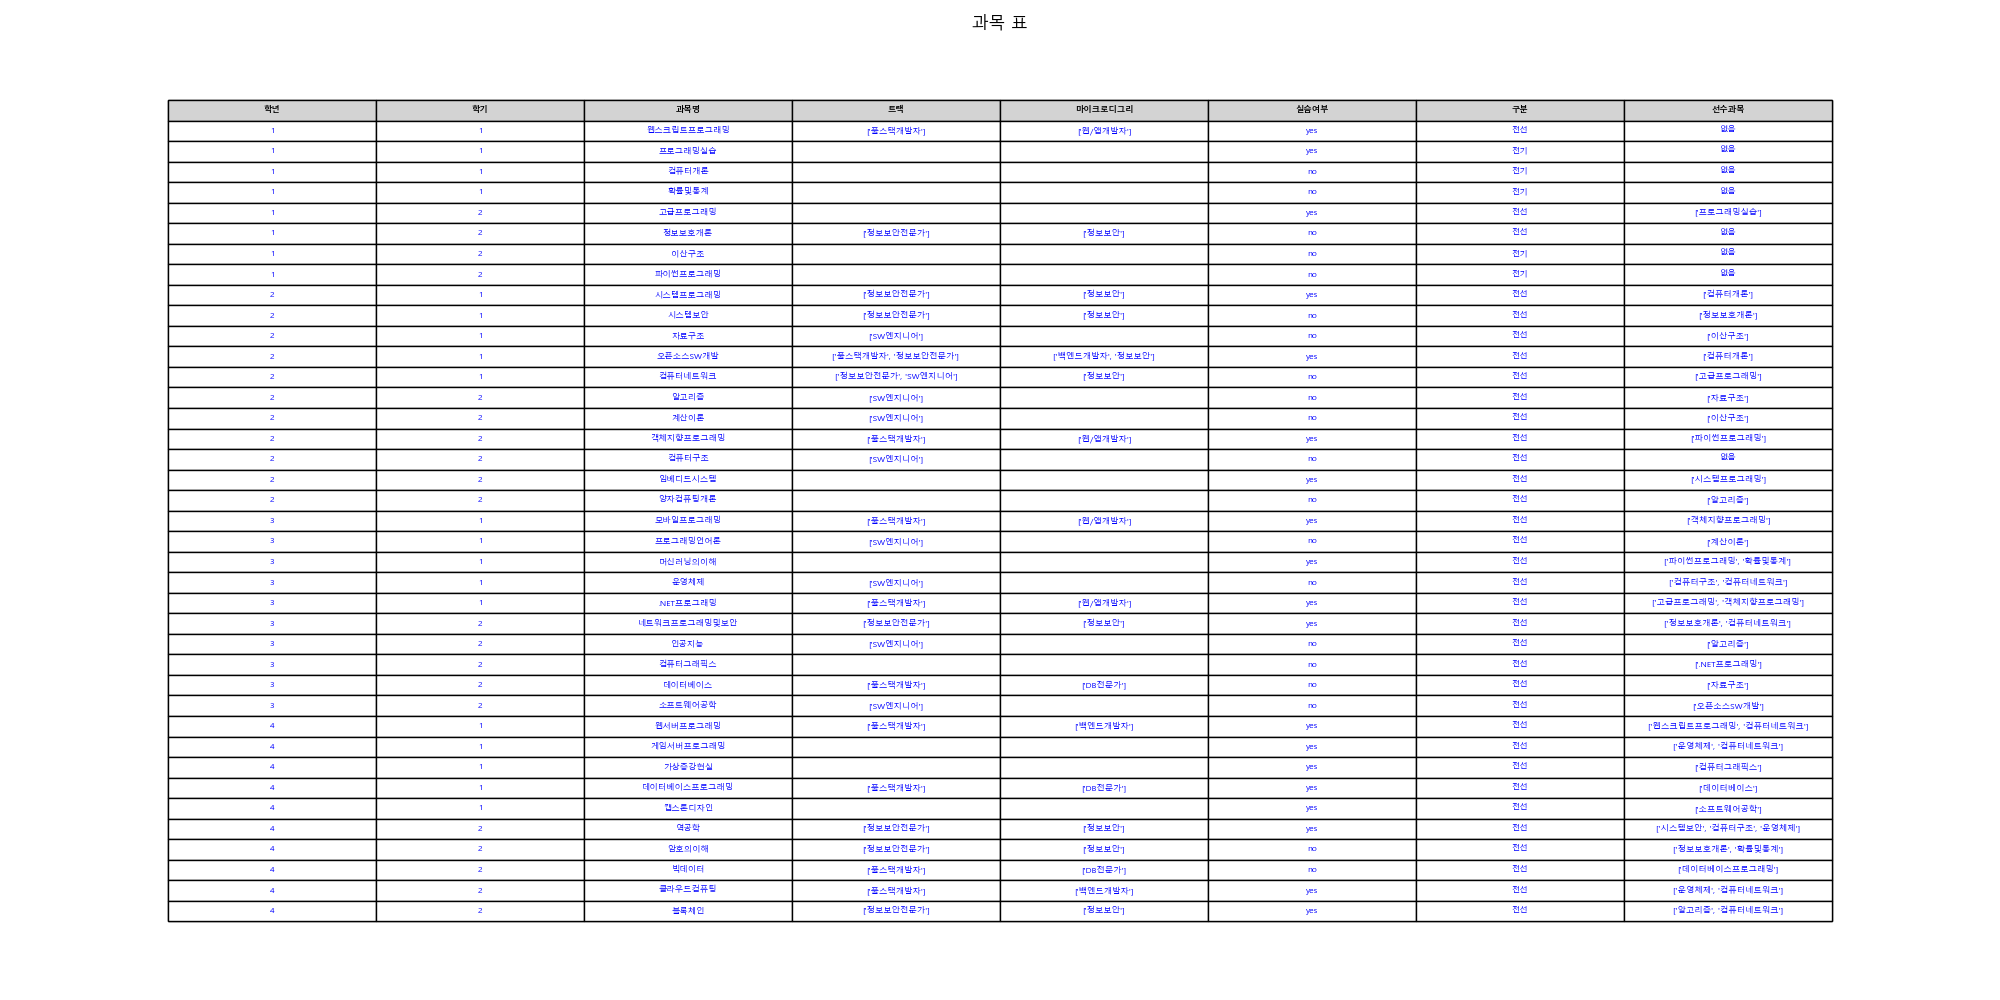 과목 표
학년 학기 과목명 트랙 마이크로디그리 실습여부 구분 선수과목
1 1 웹스크립트프로그래밍 ['풀스택개발자'] ['웹/앱개발자'] yes 전선 없음
1 1 프로그래밍실습 yes 전기 없음
1 1 컴퓨터개론 no 전기 없음
1 1 확률및통계 no 전기 없음
1 2 고급프로그래밍 yes 전선 ['프로그래밍실습']
1 2 정보보호개론 ['정보보안전문가'] ['정보보안'] no 전선 없음
1 2 이산구조 no 전기 없음
1 2 파이썬프로그래밍 no 전기 없음
2 1 시스템프로그래밍 ['정보보안전문가'] ['정보보안'] yes 전선 ['컴퓨터개론']
2 1 시스템보안 ['정보보안전문가'] ['정보보안'] no 전선 ['정보보호개론']
2 1 자료구조 ['SW엔지니어'] no 전선 ['이산구조']
2 1 오픈소스SW개발 ['풀스택개발자', '정보보안전문가'] ['백엔드개발자', '정보보안'] yes 전선 ['컴퓨터개론']
2 1 컴퓨터네트워크 ['정보보안전문가', 'SW엔지니어'] ['정보보안'] no 전선 ['고급프로그래밍']
2 2 알고리즘 ['SW엔지니어'] no 전선 ['자료구조']
2 2 계산이론 ['SW엔지니어'] no 전선 ['이산구조']
2 2 객체지향프로그래밍 ['풀스택개발자'] ['웹/앱개발자'] yes 전선 ['파이썬프로그래밍']
2 2 컴퓨터구조 ['SW엔지니어'] no 전선 없음
2 2 임베디드시스템 yes 전선 ['시스템프로그래밍']
2 2 양자컴퓨팅개론 no 전선 ['알고리즘']
3 1 모바일프로그래밍 ['풀스택개발자'] ['웹/앱개발자'] yes 전선 ['객체지향프로그래밍']
3 1 프로그래밍언어론 ['SW엔지니어'] no 전선 ['계산이론']
3 1 머신러닝의이해 yes 전선 ['파이썬프로그래밍', '확률및통계']
3 1 운영체제 ['SW엔지니어'] no 전선 ['컴퓨터구조', '컴퓨터네트워크']
3 1 .NET프로그래밍 ['풀스택개발자'] ['웹/앱개발자'] yes 전선 ['고급프로그래밍', '객체지향프로그래밍']
3 2 네트워크프로그래밍및보안 ['정보보안전문가'] ['정보보안'] yes 전선 ['정보보호개론', '컴퓨터네트워크']
3 2 인공지능 ['SW엔지니어'] no 전선 ['알고리즘']
3 2 컴퓨터그래픽스 no 전선 ['.NET프로그래밍']
3 2 데이터베이스 ['풀스택개발자'] ['DB전문가'] no 전선 ['자료구조']
3 2 소프트웨어공학 ['SW엔지니어'] no 전선 ['오픈소스SW개발']
4 1 웹서버프로그래밍 ['풀스택개발자'] ['백엔드개발자'] yes 전선 ['웹스크립트프로그래밍', '컴퓨터네트워크']
4 1 게임서버프로그래밍 yes 전선 ['운영체제', '컴퓨터네트워크']
4 1 가상증강현실 yes 전선 ['컴퓨터그래픽스']
4 1 데이터베이스프로그래밍 ['풀스택개발자'] ['DB전문가'] yes 전선 ['데이터베이스']
4 1 캡스톤디자인 yes 전선 ['소프트웨어공학']
4 2 역공학 ['정보보안전문가'] ['정보보안'] yes 전선 ['시스템보안', '컴퓨터구조', '운영체제']
4 2 암호의이해 ['정보보안전문가'] ['정보보안'] no 전선 ['정보보호개론', '확률및통계']
4 2 빅데이터 ['풀스택개발자'] ['DB전문가'] no 전선 ['데이터베이스프로그래밍']
4 2 클라우드컴퓨팅 ['풀스택개발자'] ['백엔드개발자'] yes 전선 ['운영체제', '컴퓨터네트워크']
4 2 블록체인 ['정보보안전문가'] ['정보보안'] yes 전선 ['알고리즘', '컴퓨터네트워크']